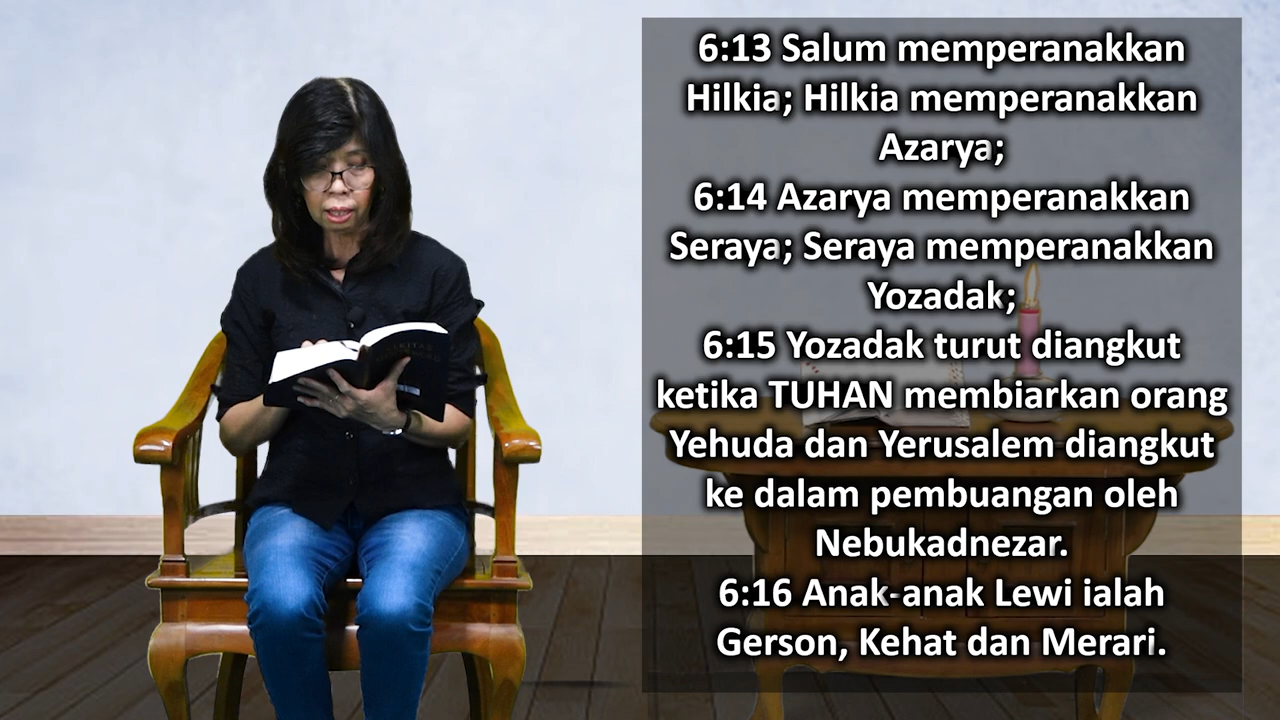 6:13 Salum memperanakkan
Hilkia; Hilkia memperanakkan
Azarya;
6:14 Azarya memperanakkan
Seraya; Seraya memperanakkan
Yozadak;
6:15 Yozadak turut diangkut
ketika TUHAN membiarkan orang
Yehuda dan Yerusalem diangkut
ke dalam pembuangan oleh
Nebukadnezar.
6:16 Anak-anak Lewi ialah
Gerson, Kehat dan Merari.